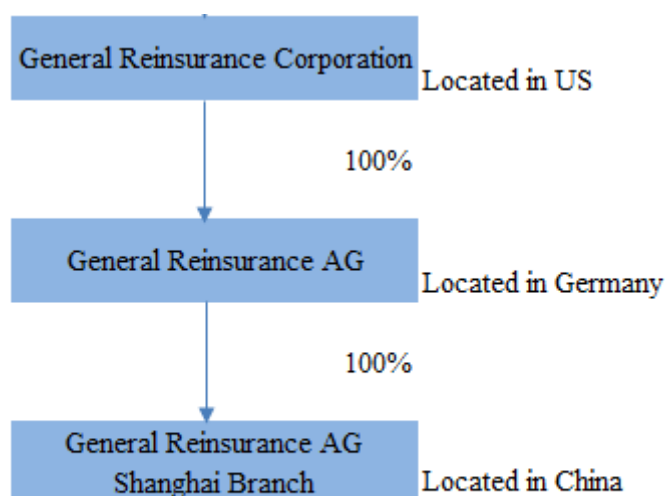 General Reinsurance Corporation
Located in US
100%
General Reinsurance AG
Located in Germany
100%
General Reinsurance AG
Shanghai Branch
Located in China